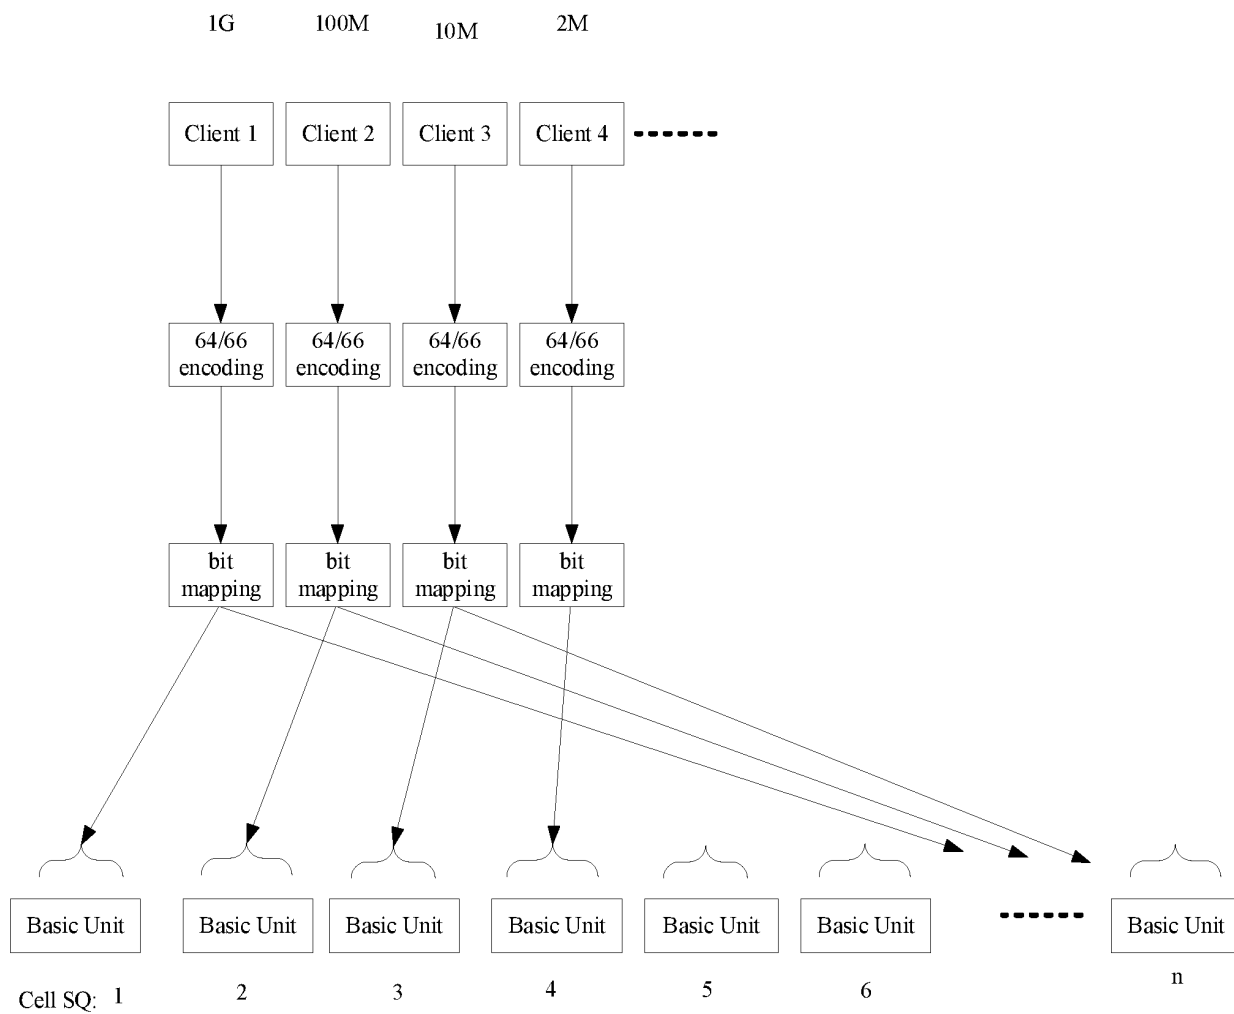 1G 100M 10M 2M
Client 1 Client 2 Client 3 Client 4
64/66 64/66 64/66 64/66
encoding encoding encoding encoding
bit bit bit bit
mapping mapping mapping mapping
Basic Unit Basic Unit Basic Unit Basic Unit Basic Unit Basic Unit Basic Unit
Cell SQ: 1 2 3 4 5 6 n